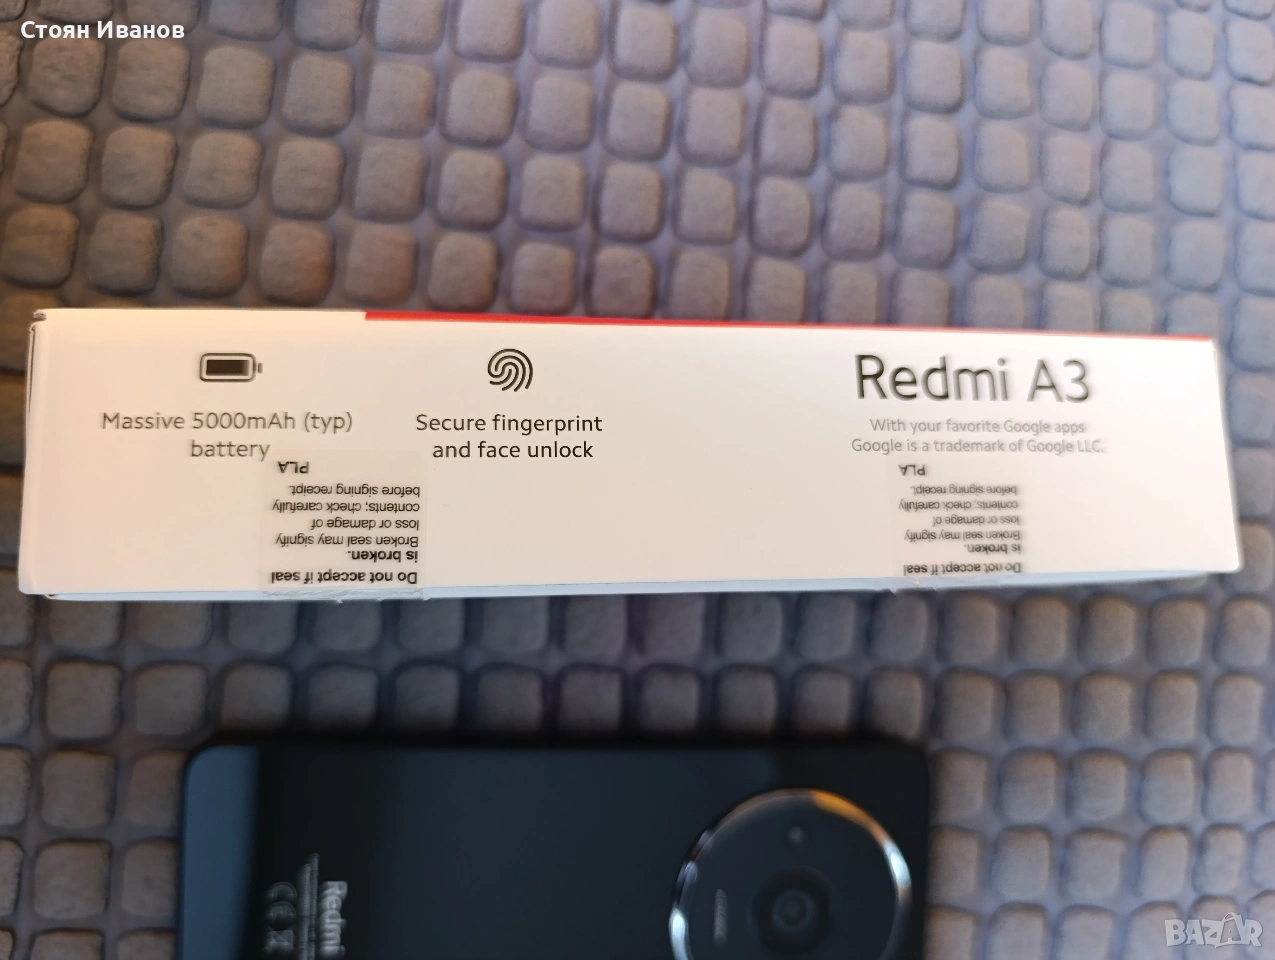 Стоян Иванов
Massive 5000mAh (typ)
battery
Secure fingerprint
and face unlock
Redmi A3
With your favorite Google apps
Google is a trademark of Google LLC.
Do not accept if seal
is broken.
Broken seal may signify
loss or damage of
contents; check carefully
before signing receipt.
PLA
Do not accept if seal
is broken.
Broken seal may signify
loss or damage of
contents; check carefully
before signing receipt.
PLA
Redmi
CE
BAZAR